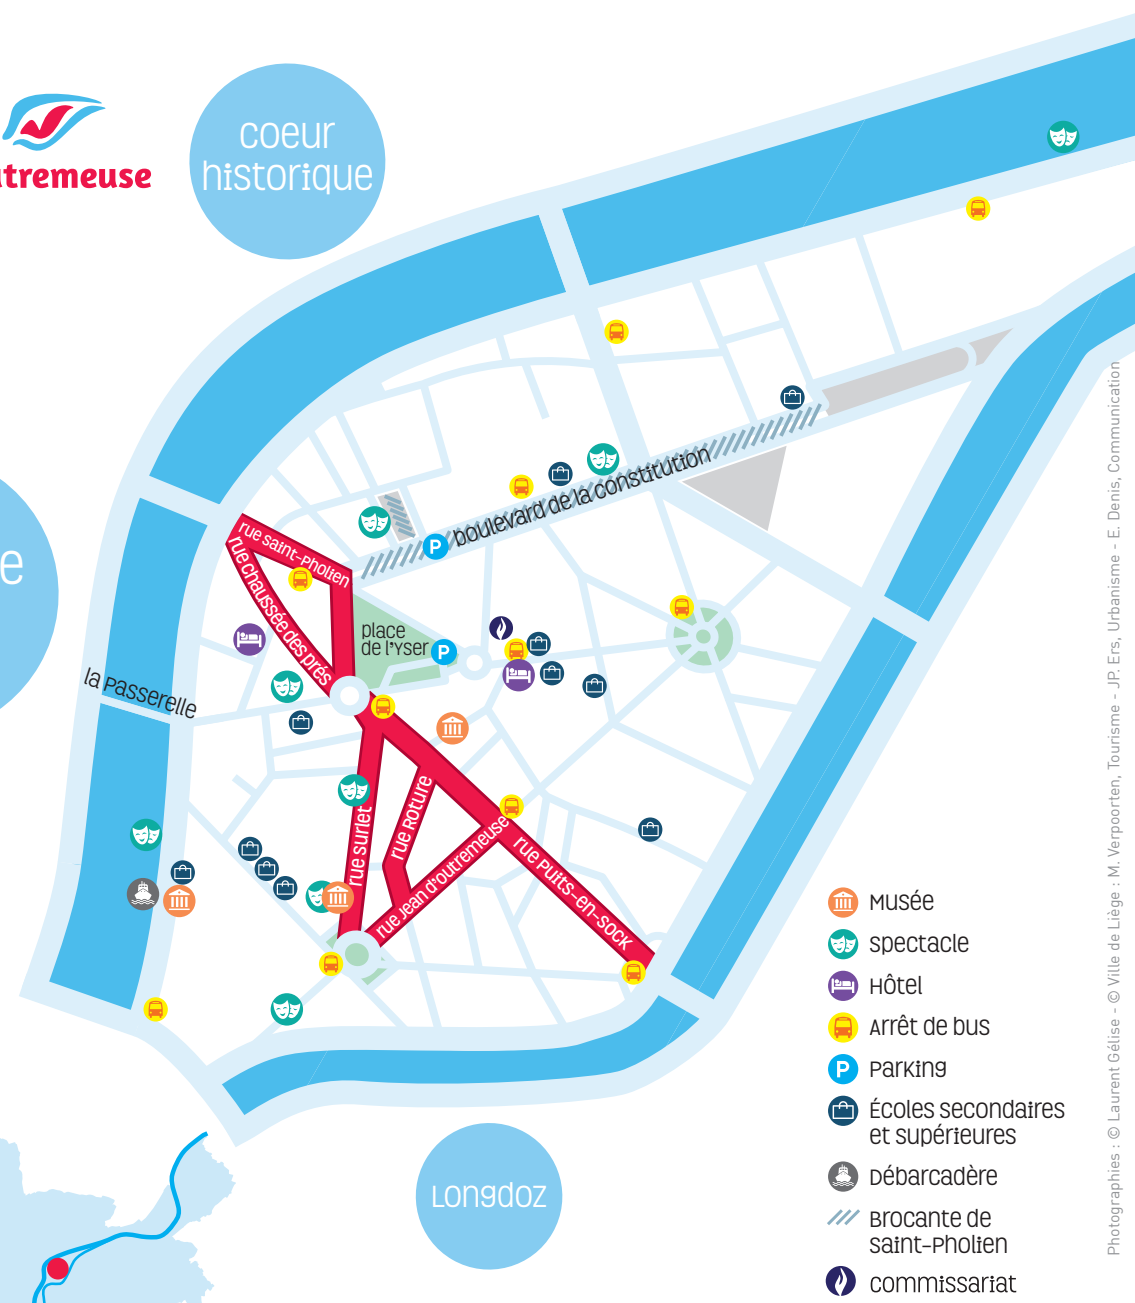 coeur
historique
tremeuse
e
rue saint-Pholien
rue chaussée des prés
boulevard de la constitution
place
de l'Yser
P
P
la Passerelle
rue surlet
rue Roture
rue Jean d'outremeuse
rue Puits-en-sock
Musée
spectacle
Hôtel
Arrêt de bus
P Parking
Écoles secondaires
et supérieures
Débarcadère
Brocante de
saint-Pholien
commissariat
Longdoz
Photographies : © Laurent Gélise - © Ville de Liège : M. Verpoorten, Tourisme - J.P. Ers, Urbanisme - E. Denis, Communication